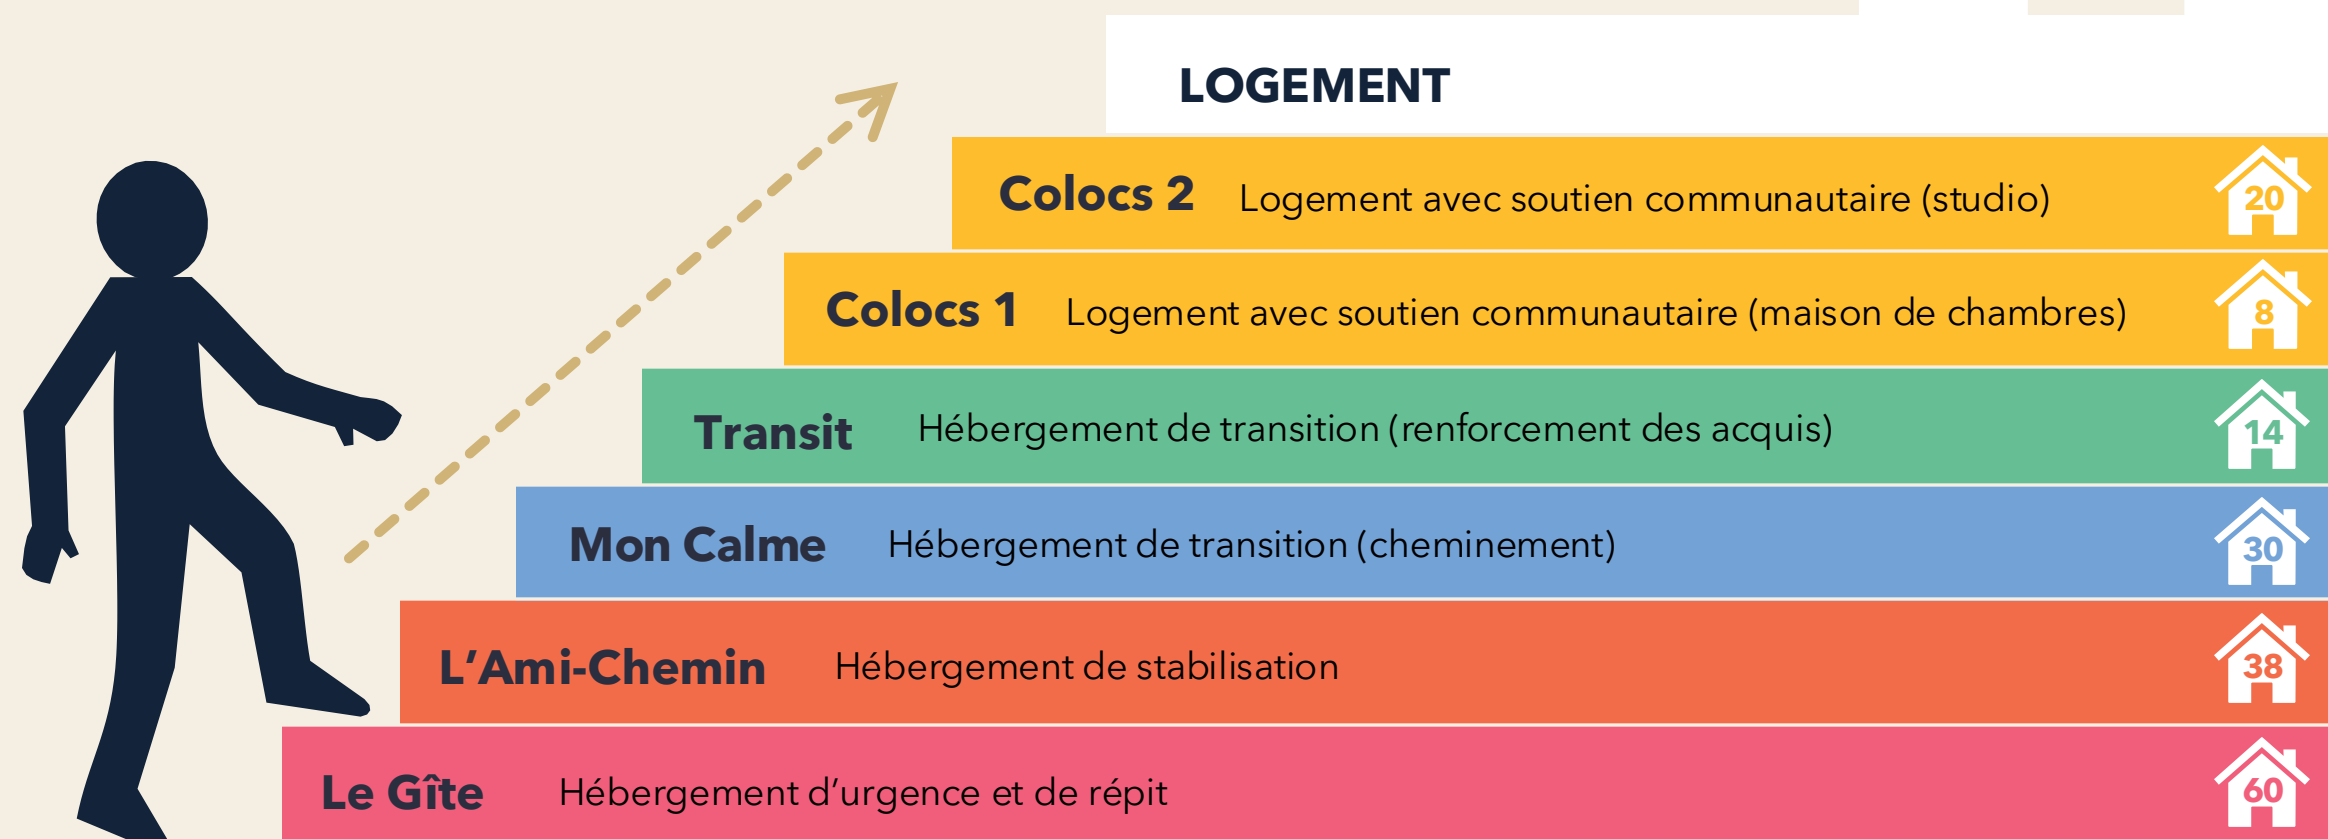 LOGEMENT
Colocs 2 Logement avec soutien communautaire (studio) 20
Colocs 1 Logement avec soutien communautaire (maison de chambres) 8
Transit Hébergement de transition (renforcement des acquis) 14
Mon Calme Hébergement de transition (cheminement) 30
L’Ami-Chemin Hébergement de stabilisation 38
Le Gîte Hébergement d’urgence et de répit 60